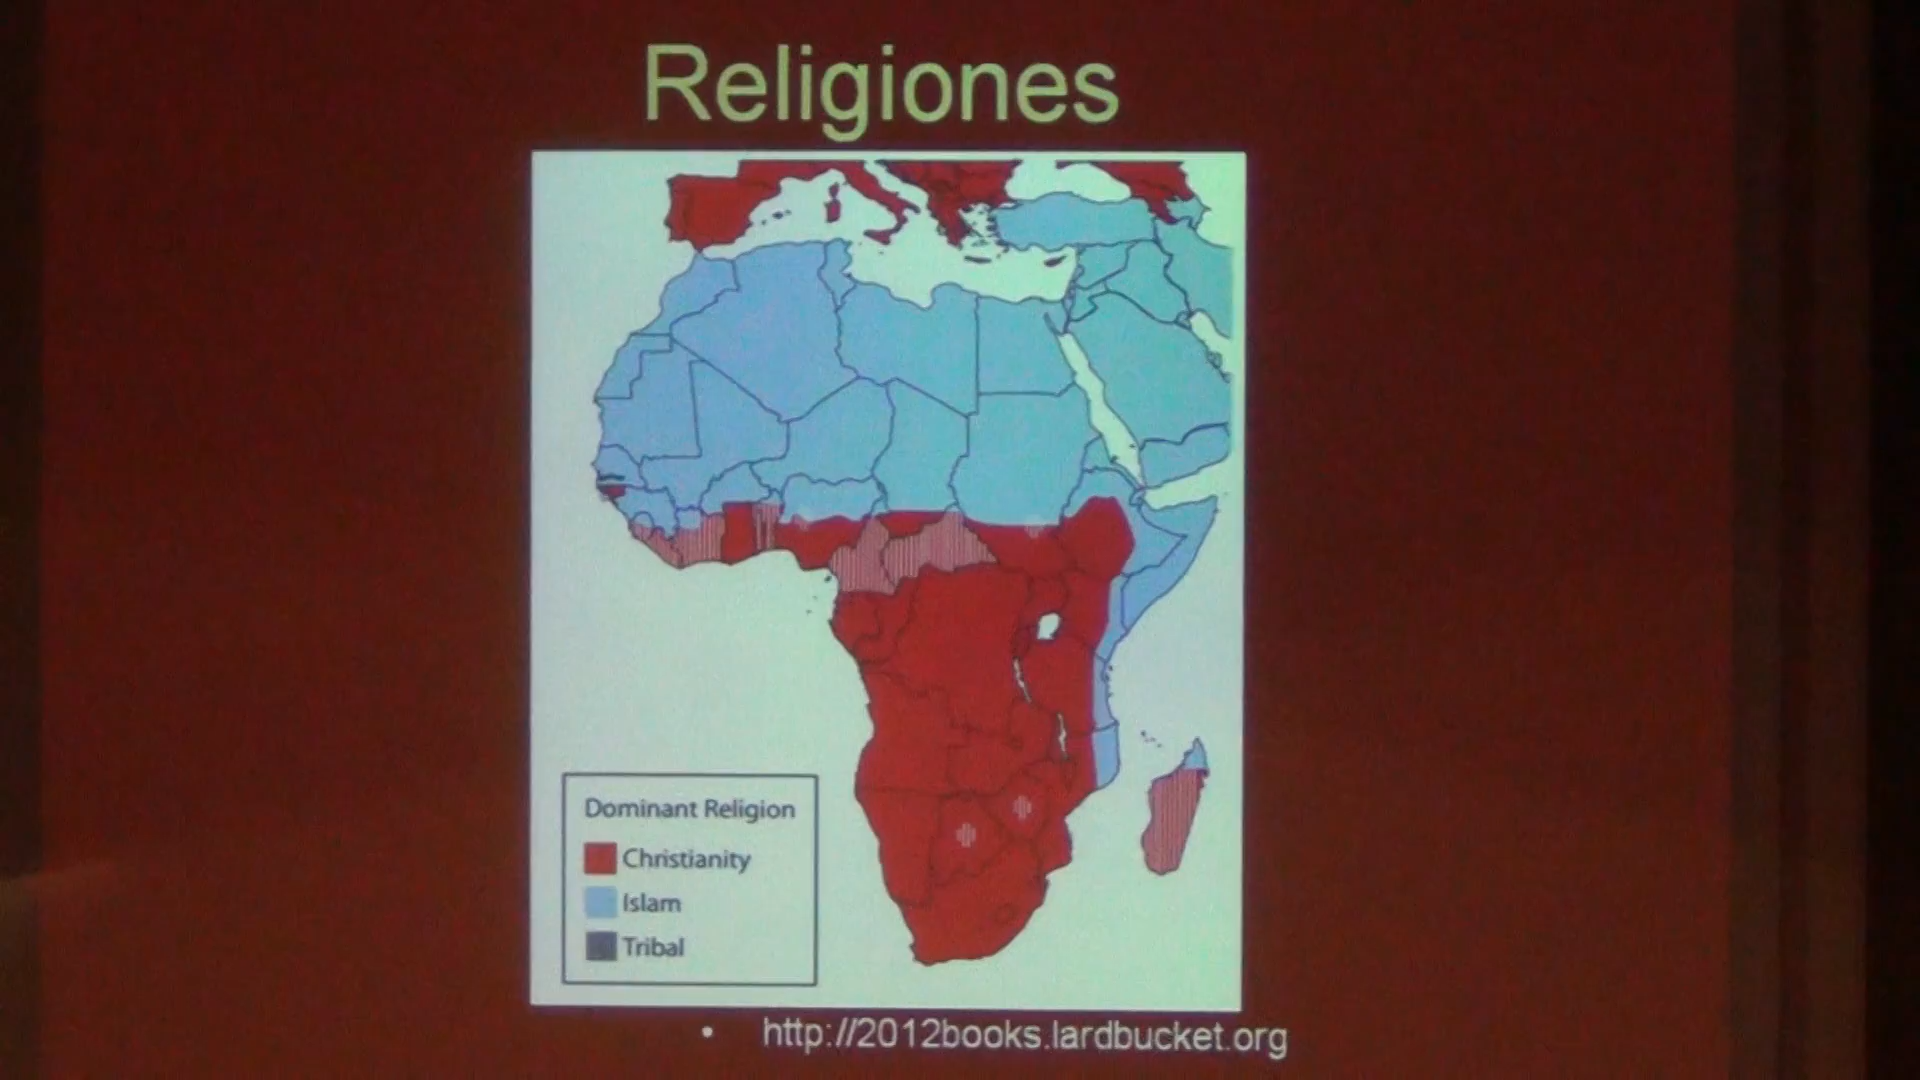 Religiones
Dominant Religion
Christianity
Islam
Tribal
• http://2012books.lardbucket.org